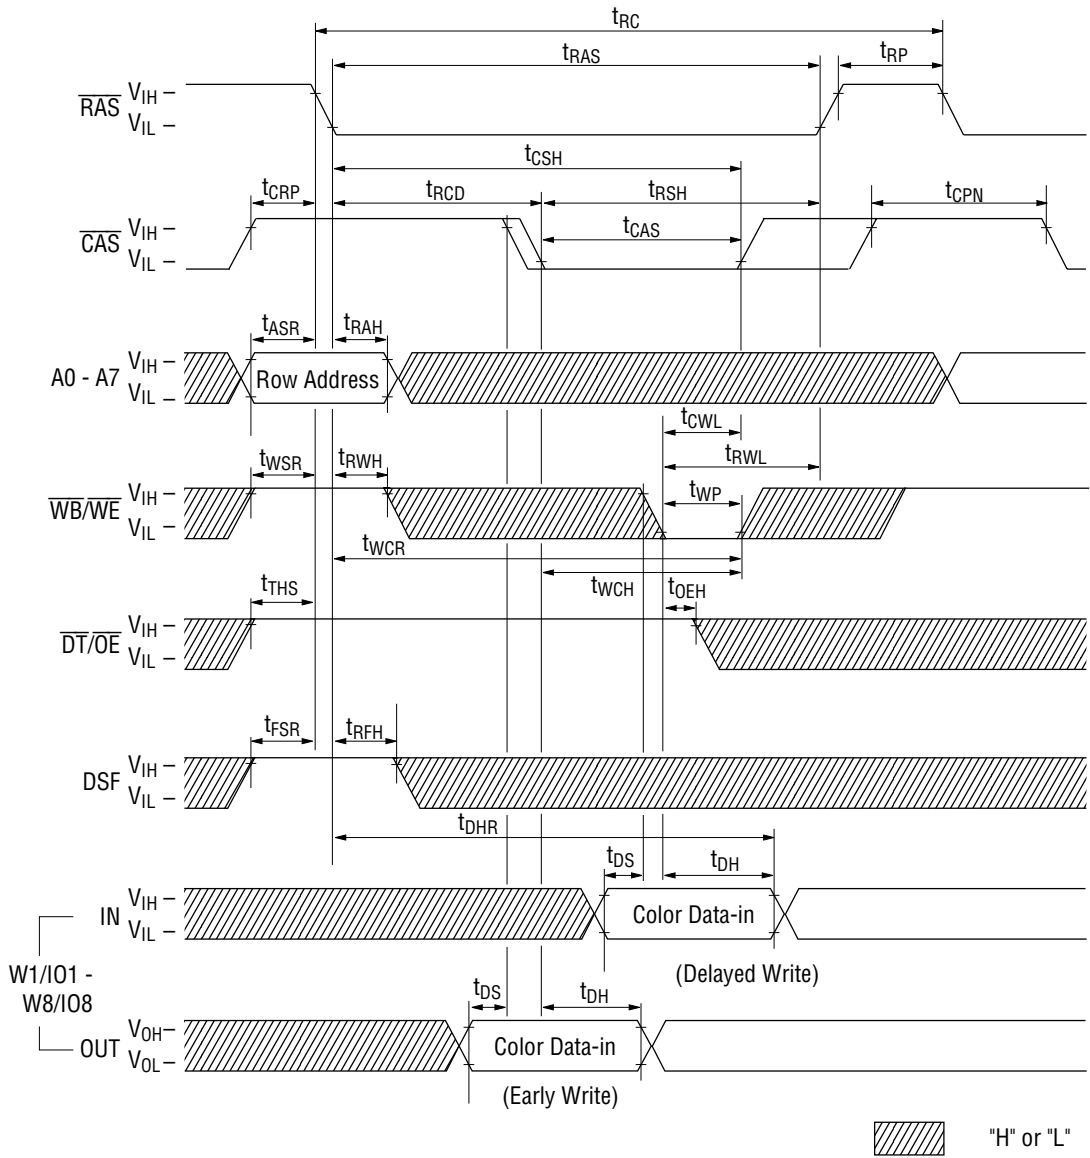 tRC
tRAS
tRP
RAS VIH –
VIL –
tCSH
tCRP tRCD tRSH tCPN
CAS VIH –
VIL –
tCAS
tASR tRAH
A0 - A7 VIH –
VIL –
Row Address
tCWL
tWSR tRWH tRWL
WB/WE VIH –
VIL –
tWP
tWCR
tWCH tOEH
tTHS
DT/OE VIH –
VIL –
tFSR tRFH
DSF VIH –
VIL –
tDHR
tDS tDH
IN VIH –
VIL –
Color Data-in
(Delayed Write)
W1/IO1 -
W8/IO8
tDS tDH
OUT VOH–
VOL –
Color Data-in
(Early Write)
"H" or "L"